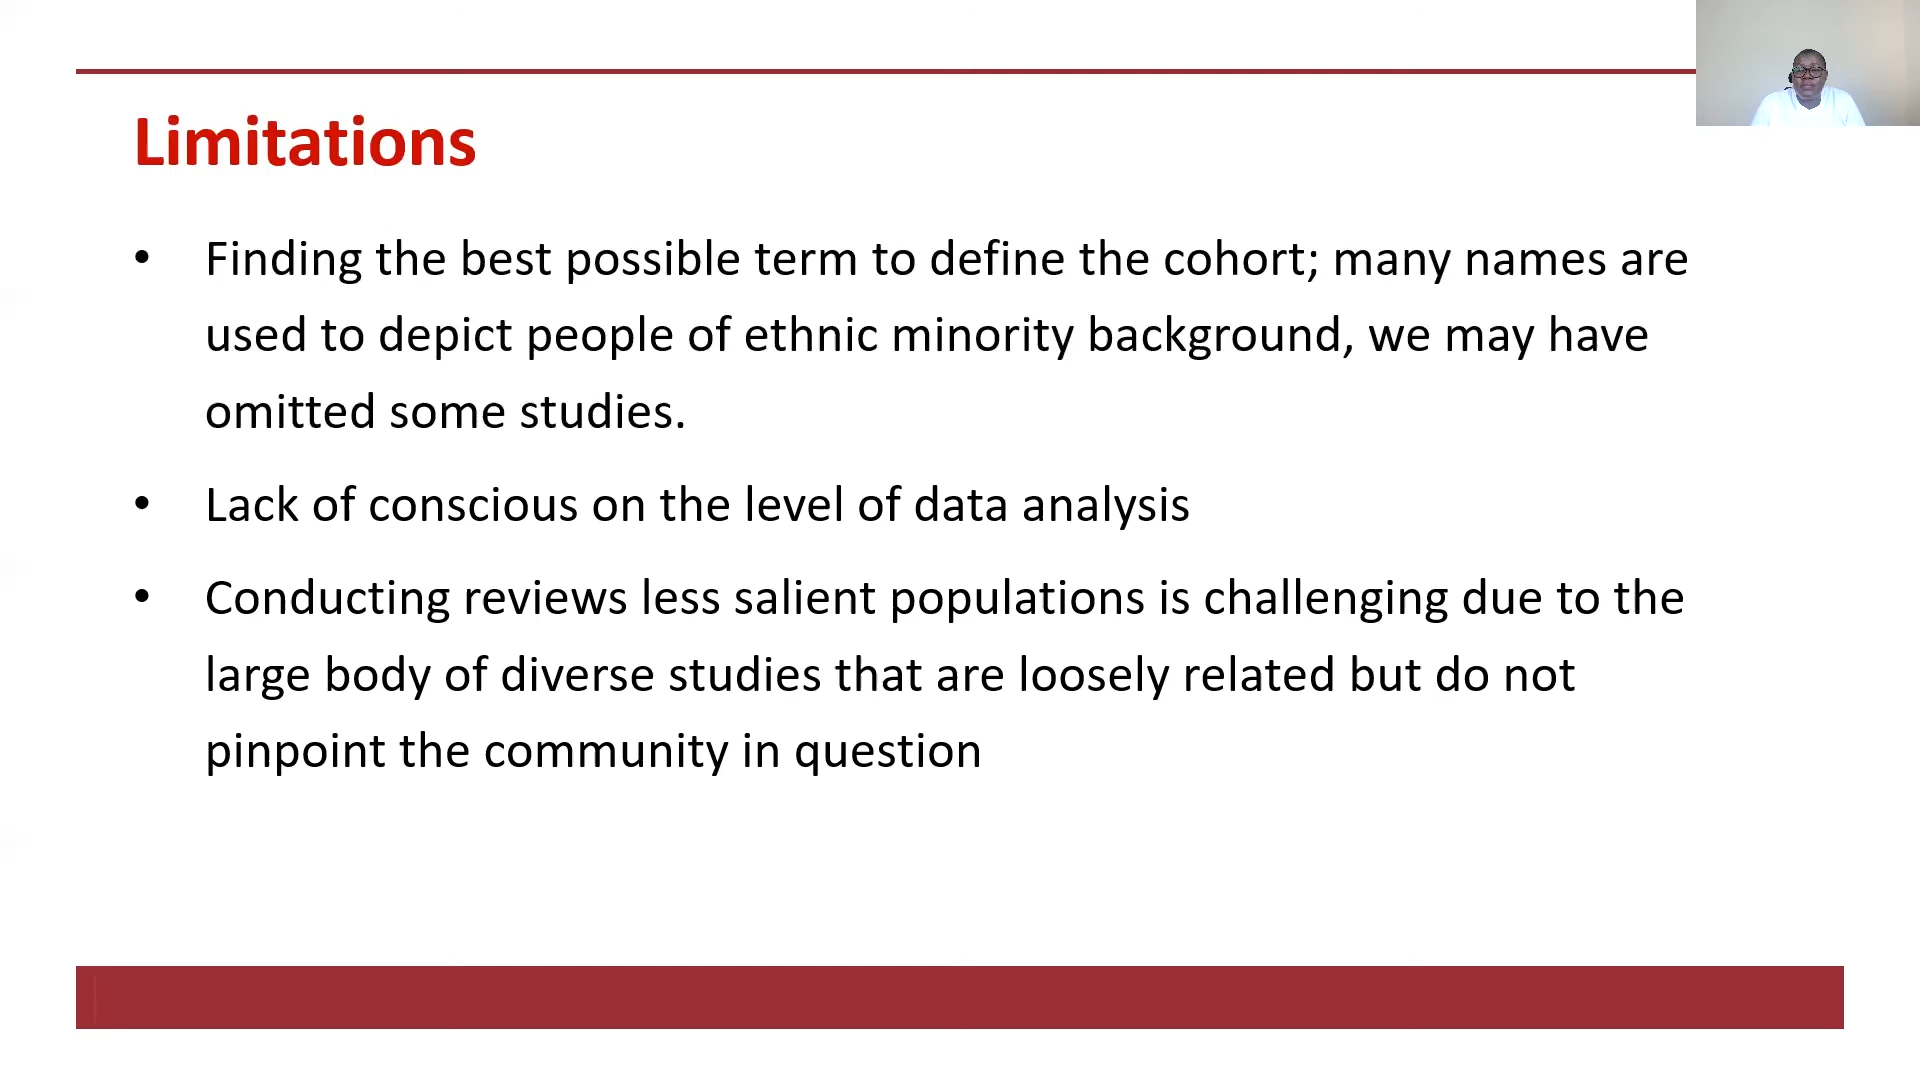 Limitations
• Finding the best possible term to define the cohort; many names are
used to depict people of ethnic minority background, we may have
omitted some studies.
• Lack of conscious on the level of data analysis
• Conducting reviews less salient populations is challenging due to the
large body of diverse studies that are loosely related but do not
pinpoint the community in question